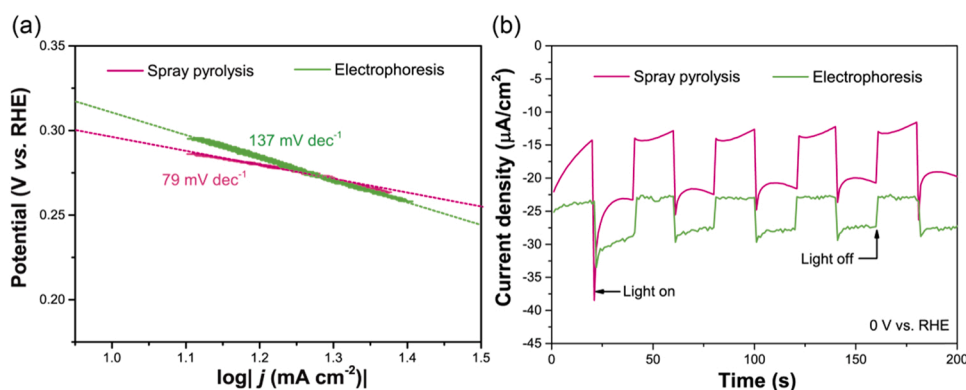 (a)
0.35
0.30
0.25
0.20
Potential (V vs. RHE)
Spray pyrolysis
Electrophoresis
137 mV dec⁻¹
79 mV dec⁻¹
1.0 1.1 1.2 1.3 1.4 1.5
log| j (mA cm⁻²)|
(b)
0
-5
-10
-15
-20
-25
-30
-35
-40
-45
Current density (μA/cm²)
Spray pyrolysis
Electrophoresis
Light off
Light on
0 V vs. RHE
0 50 100 150 200
Time (s)